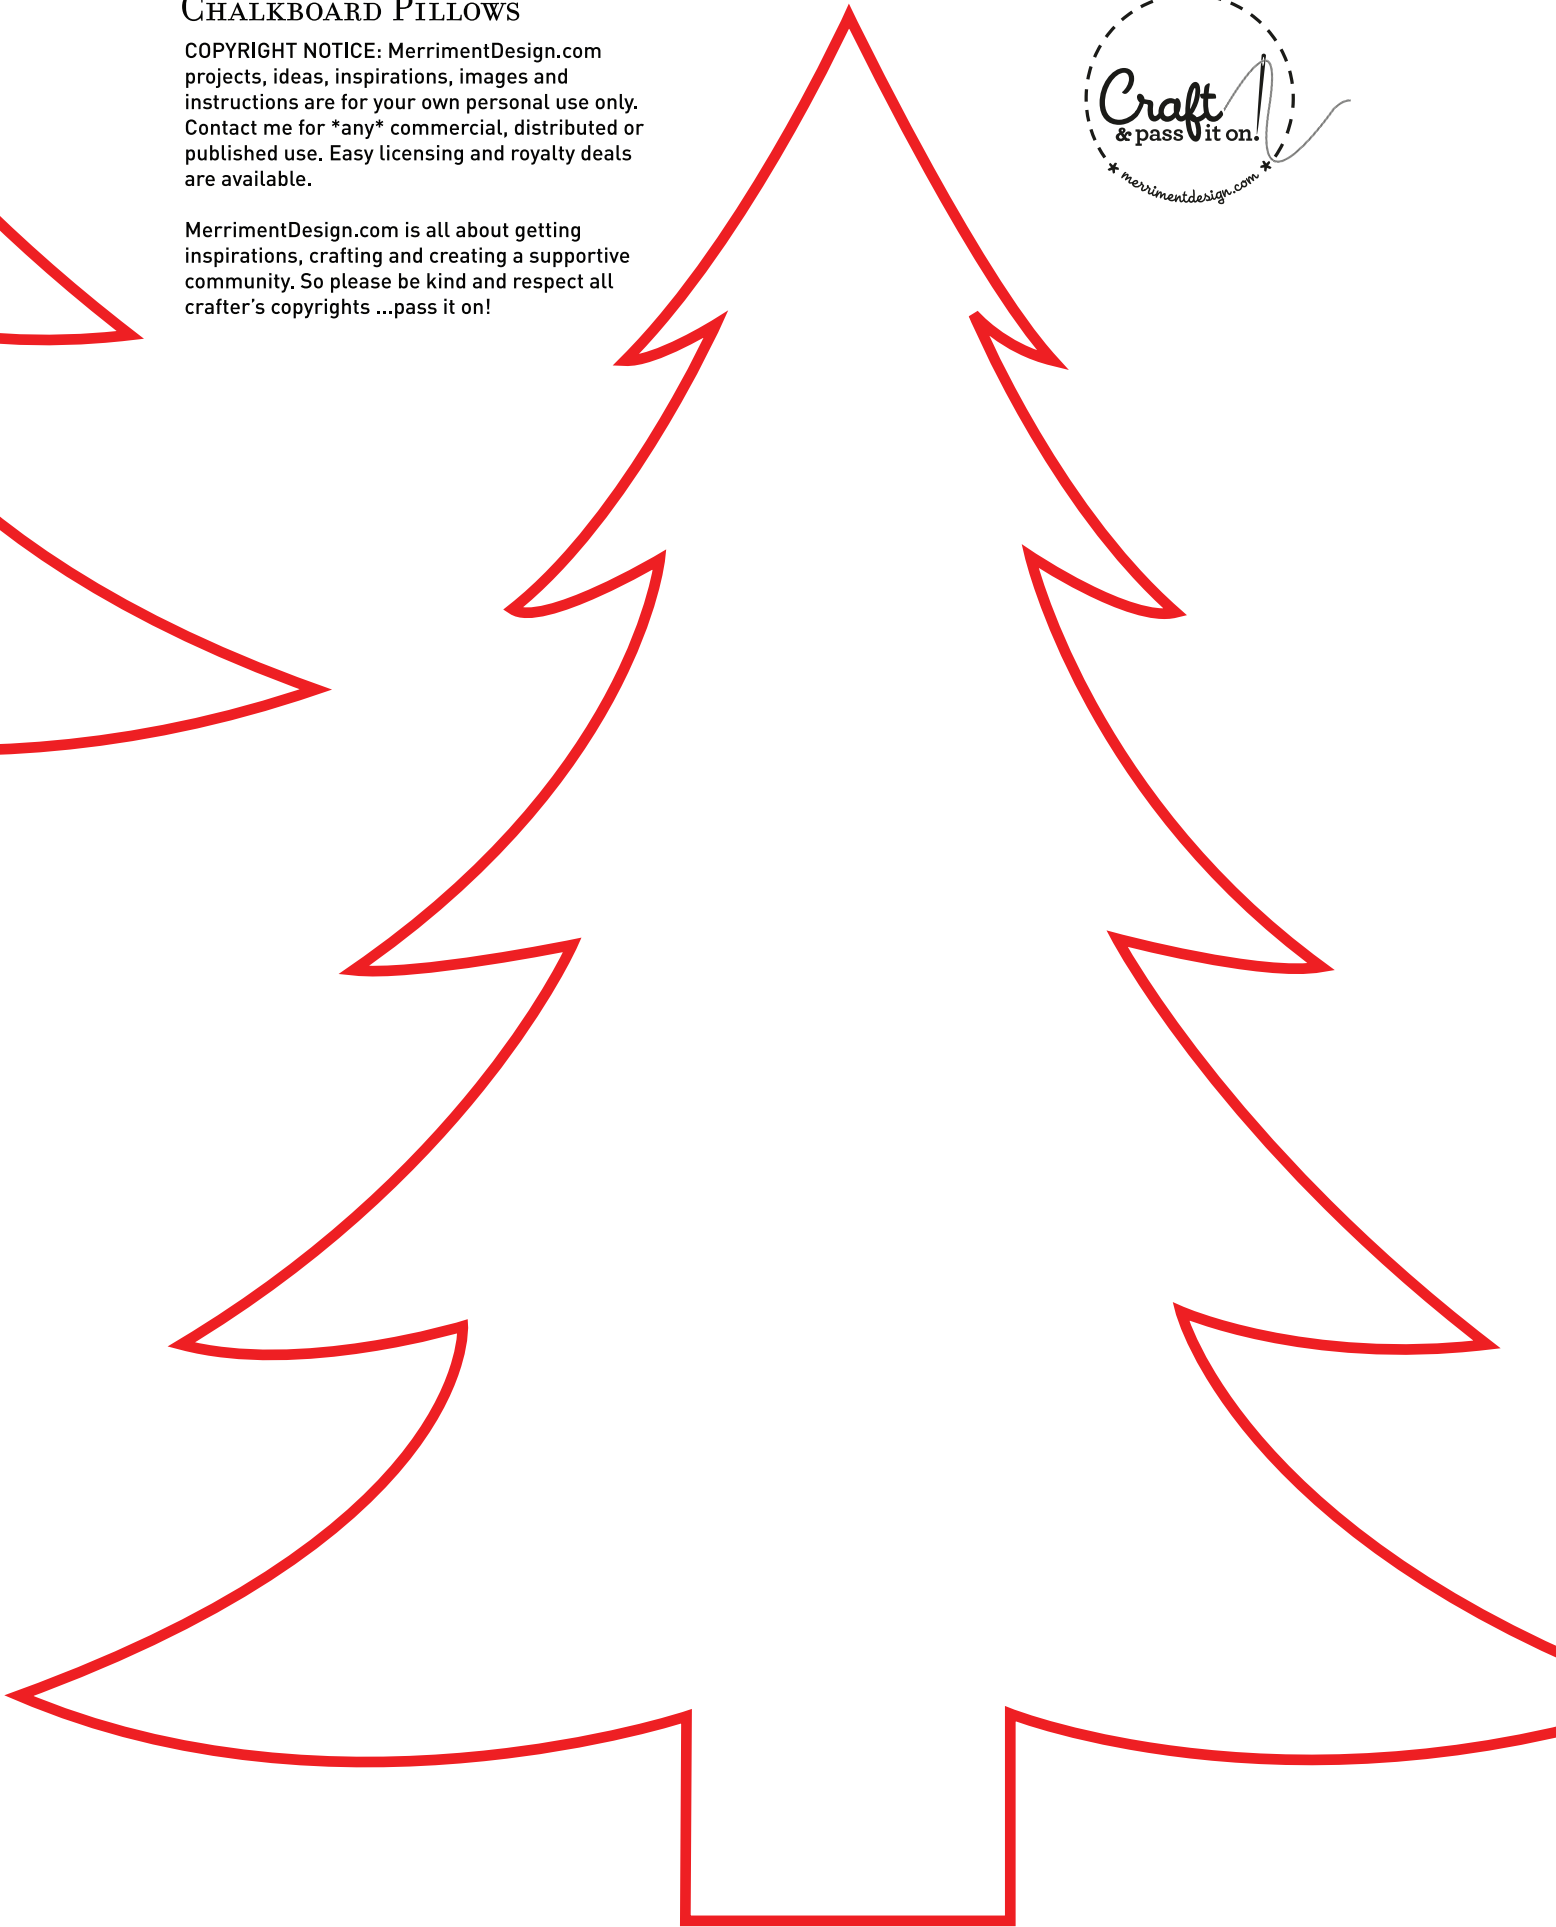 Chalkboard Pillows
COPYRIGHT NOTICE: MerrimentDesign.com
projects, ideas, inspirations, images and
instructions are for your own personal use only.
Contact me for *any* commercial, distributed or
published use. Easy licensing and royalty deals
are available.
MerrimentDesign.com is all about getting
inspirations, crafting and creating a supportive
community. So please be kind and respect all
crafter’s copyrights ...pass it on!
Craft
& pass it on!
* merrimentdesign.com *